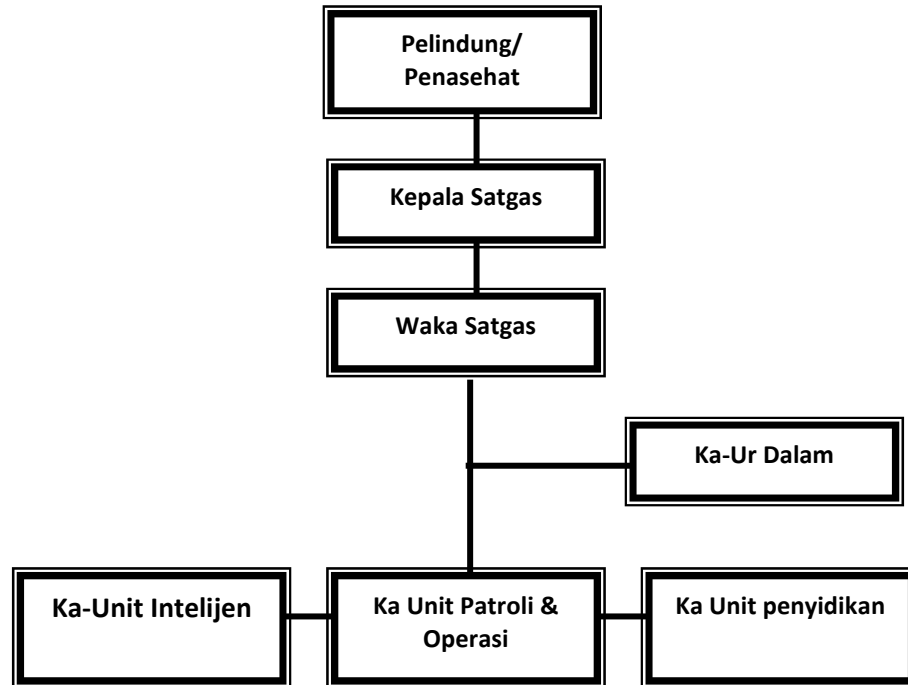 Pelindung/
Penasehat
Kepala Satgas
Waka Satgas
Ka-Ur Dalam
Ka-Unit Intelijen
Ka Unit Patroli &
Operasi
Ka Unit penyidikan